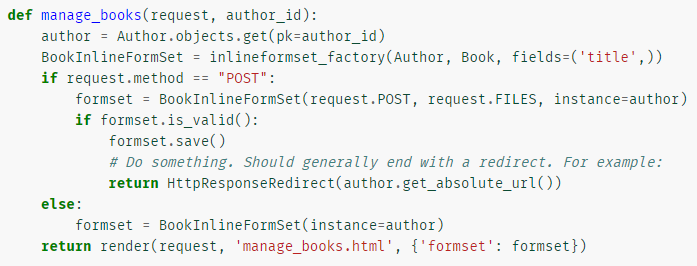 def manage_books(request, author_id):
    author = Author.objects.get(pk=author_id)
    BookInlineFormSet = inlineformset_factory(Author, Book, fields=('title',))
    if request.method == "POST":
        formset = BookInlineFormSet(request.POST, request.FILES, instance=author)
        if formset.is_valid():
            formset.save()
            # Do something. Should generally end with a redirect. For example:
            return HttpResponseRedirect(author.get_absolute_url())
    else:
        formset = BookInlineFormSet(instance=author)
    return render(request, 'manage_books.html', {'formset': formset})